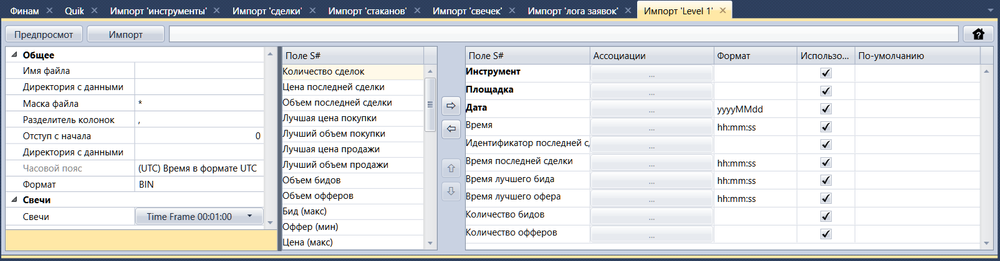 Финам Quik Импорт 'инструменты' Импорт 'сделки' Импорт 'стаканов' Импорт 'свечек' Импорт 'лога заявок' Импорт 'Level 1'
Предпросмот Импорт
Общее
Имя файла
Директория с данными
Маска файла *
Разделитель колонок ,
Отступ с начала 0
Директория с данными
Часовой пояс (UTC) Время в формате UTC
Формат BIN
Свечи
Свечи Time Frame 00:01:00
Поле S#
Количество сделок
Цена последней сделки
Объем последней сделки
Лучшая цена покупки
Лучший объем покупки
Лучшая цена продажи
Лучший объем продажи
Объем бидов
Объем офферов
Бид (макс)
Оффер (мин)
Цена (макс)
Поле S# Ассоциации Формат Использо... По-умолчанию
Инструмент ...
Площадка ...
Дата ... yyyyMMdd
Время ... hh:mm:ss
Идентификатор последней с ...
Время последней сделки ... hh:mm:ss
Время лучшего бида ... hh:mm:ss
Время лучшего офера ... hh:mm:ss
Количество бидов ...
Количество офферов ...